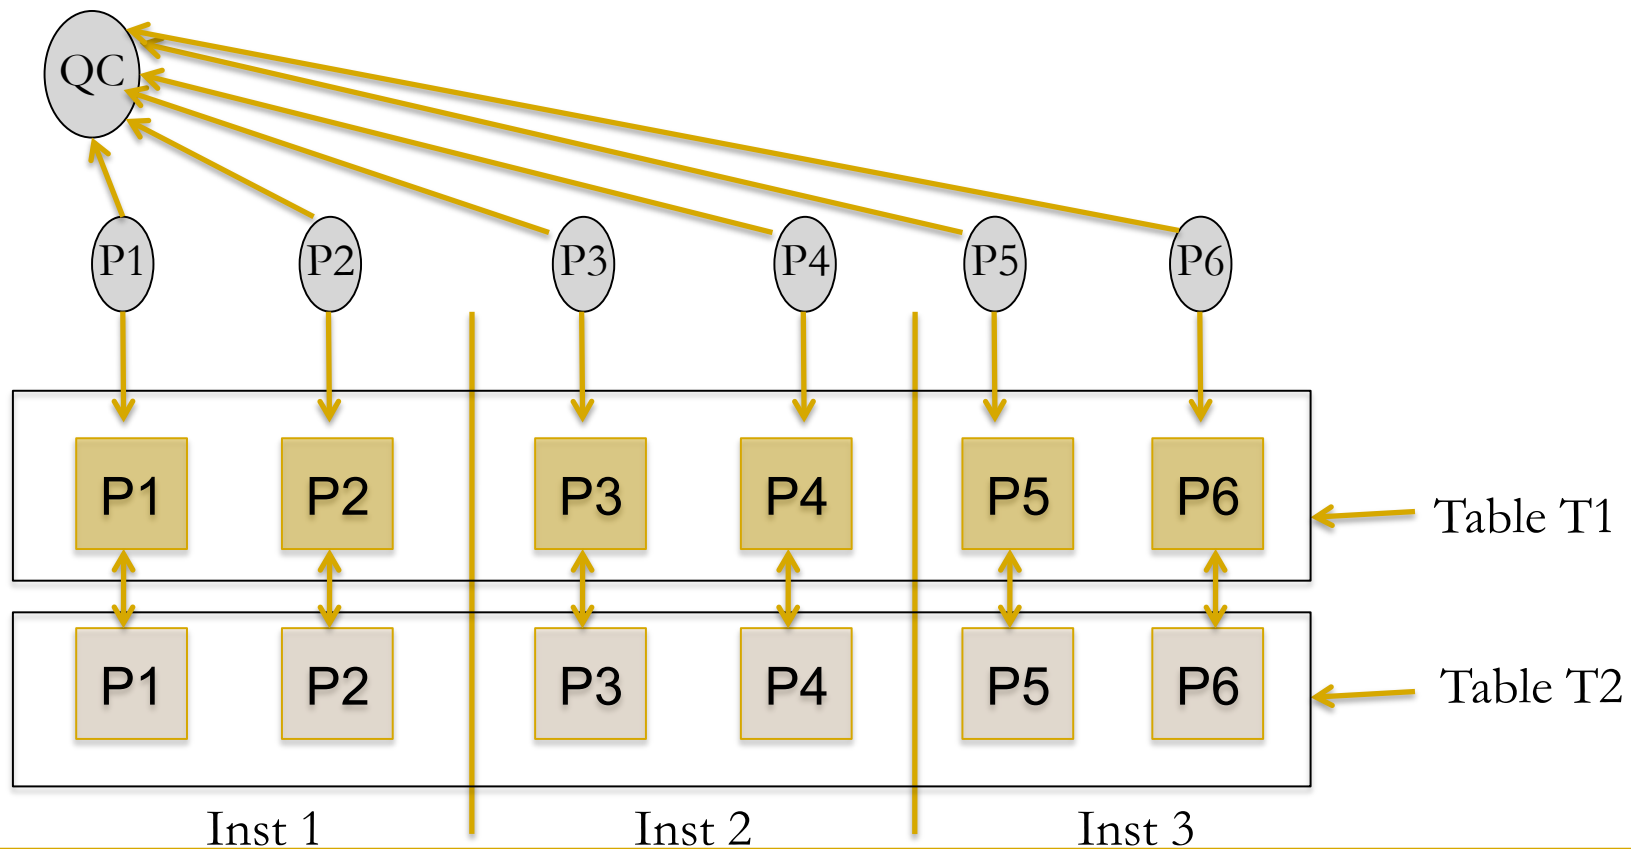 QC
P1 P2 P3 P4 P5 P6
P1 P2 P3 P4 P5 P6
Table T1
P1 P2 P3 P4 P5 P6
Table T2
Inst 1 Inst 2 Inst 3